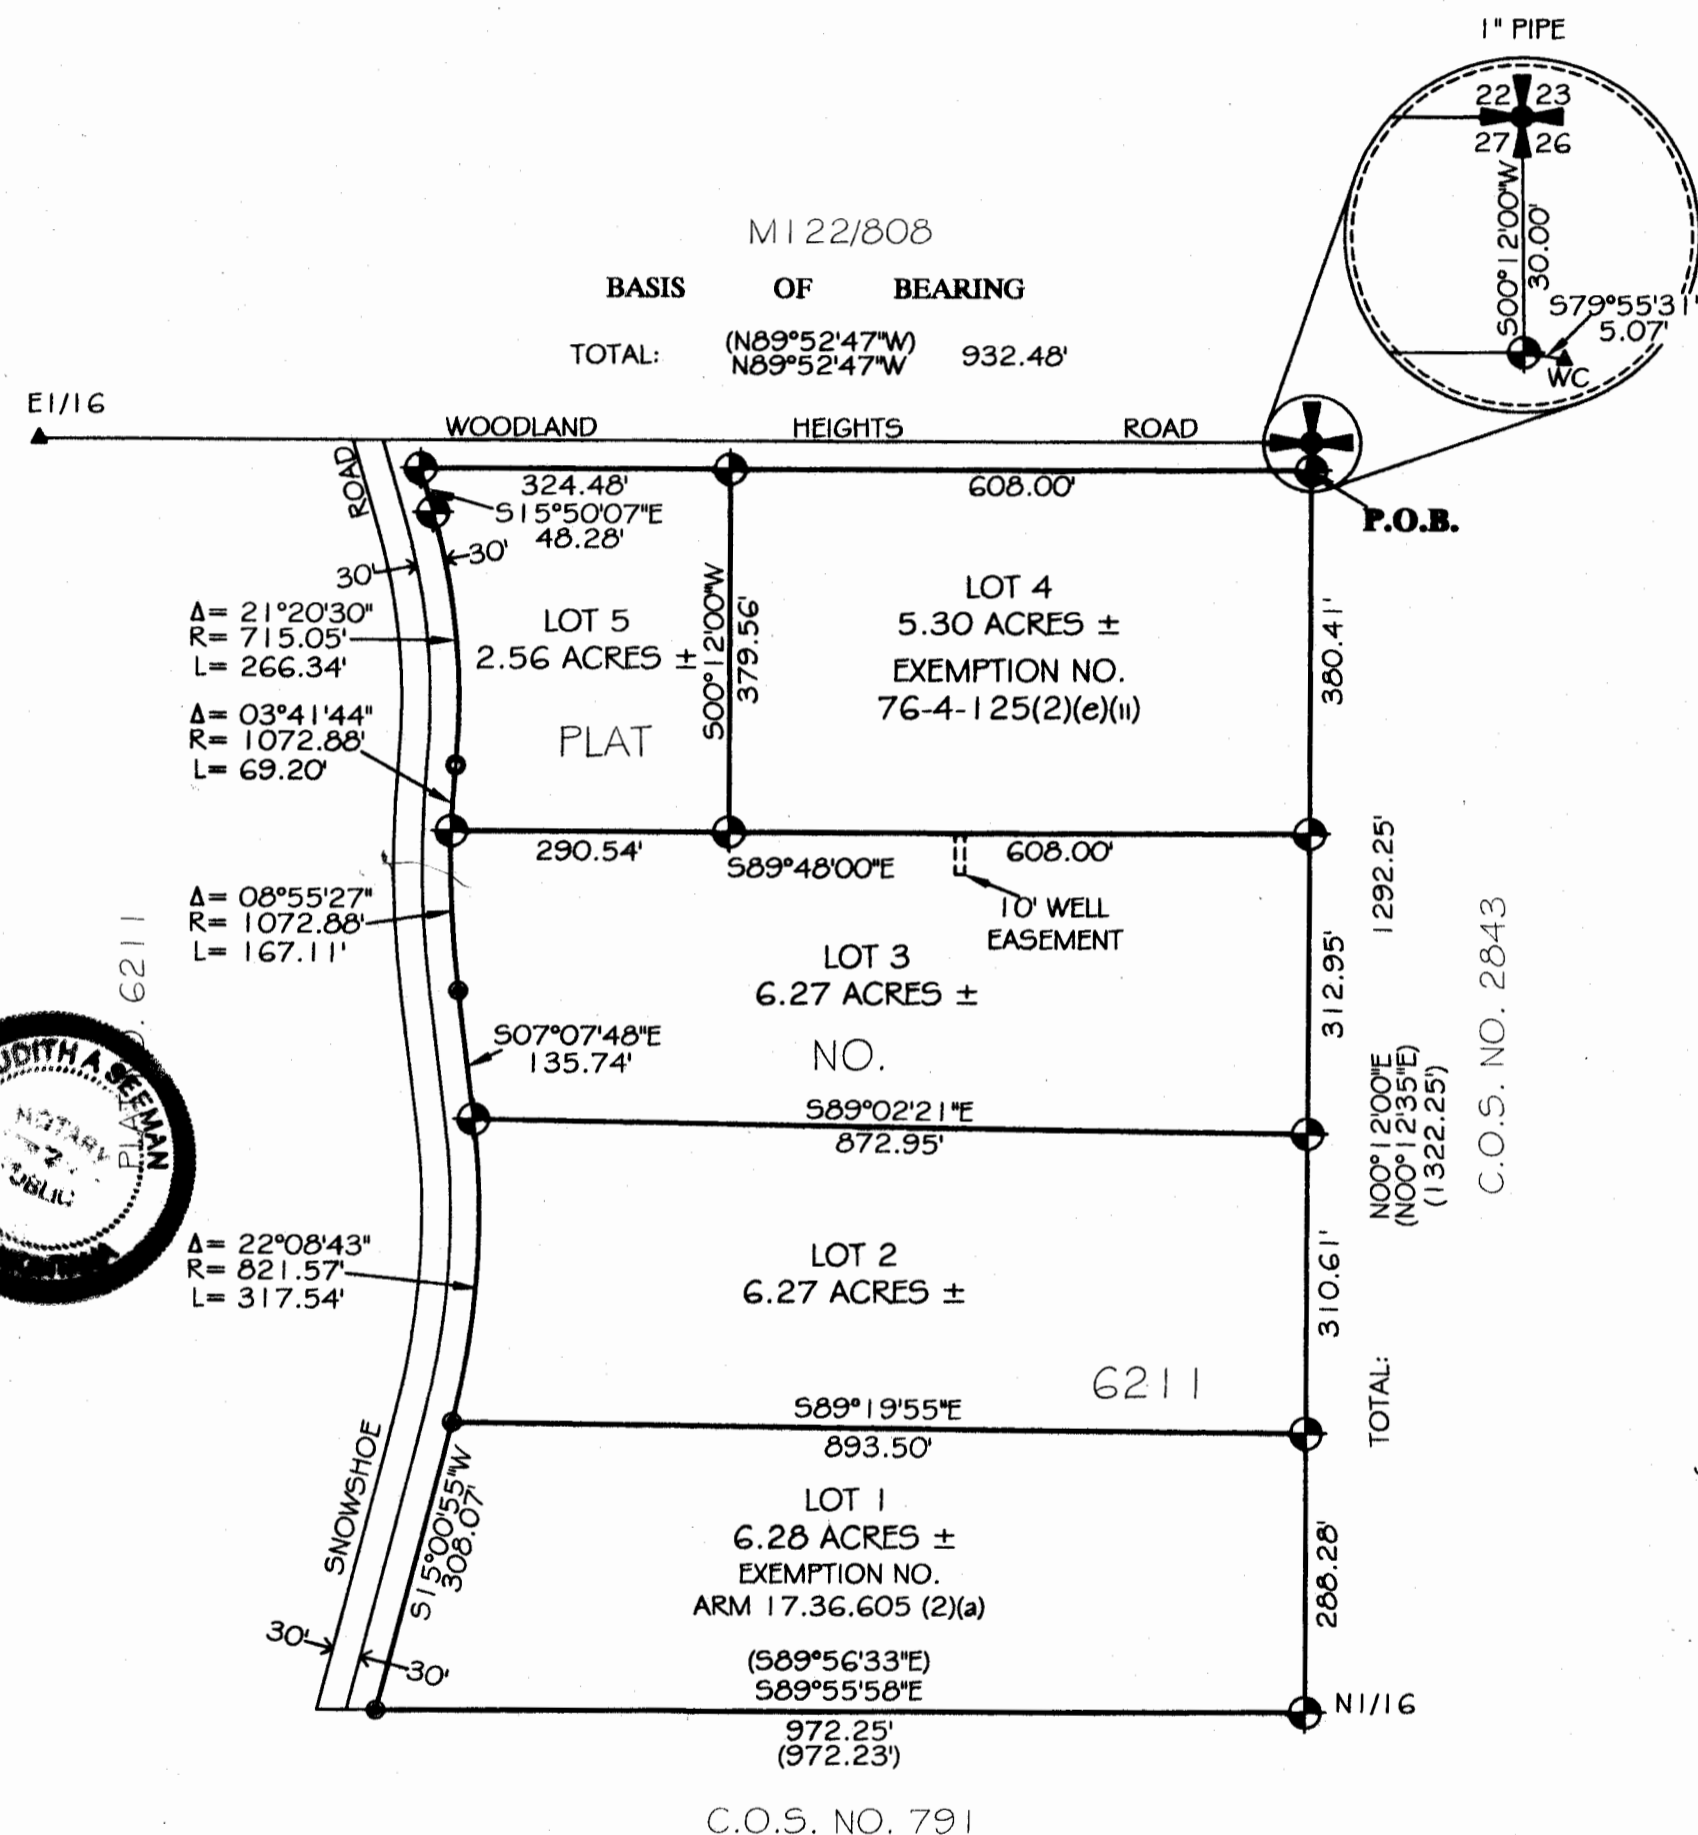 1" PIPE
22 23
27 26
S00°12'00"W
30.00'
S79°55'31"
5.07'
WC
M122/808
BASIS OF BEARING
(N89°52'47"W)
TOTAL: N89°52'47"W 932.48'
E1/16
WOODLAND HEIGHTS ROAD
ROAD
324.48'
608.00'
S15°50'07"E
48.28'
P.O.B.
30'
30'
Δ= 21°20'30"
R= 715.05'
L= 266.34'
LOT 5
2.56 ACRES ±
S00°12'00"W
379.56'
LOT 4
5.30 ACRES ±
EXEMPTION NO.
76-4-125(2)(e)(ii)
380.41'
Δ= 03°41'44"
R= 1072.88'
L= 69.20'
PLAT
290.54'
S89°48'00"E
608.00'
10' WELL
EASEMENT
1292.25'
Δ= 08°55'27"
R= 1072.88'
L= 167.11'
LOT 3
6.27 ACRES ±
312.95'
C.O.S. NO. 2843
6211
S07°07'48"E
135.74'
NO.
N00°12'00"E
(N00°12'35"E)
(1322.25')
JUDITH A SEEMAN
NOTARY
PUBLIC
S89°02'21"E
872.95'
Δ= 22°08'43"
R= 821.57'
L= 317.54'
LOT 2
6.27 ACRES ±
310.61'
TOTAL:
6211
S89°19'55"E
893.50'
SNOWSHOE
S15°00'55"W
308.07'
LOT 1
6.28 ACRES ±
EXEMPTION NO.
ARM 17.36.605 (2)(a)
288.28'
30'
30'
(S89°56'33"E)
S89°55'58"E
972.25'
(972.23')
N1/16
C.O.S. NO. 791